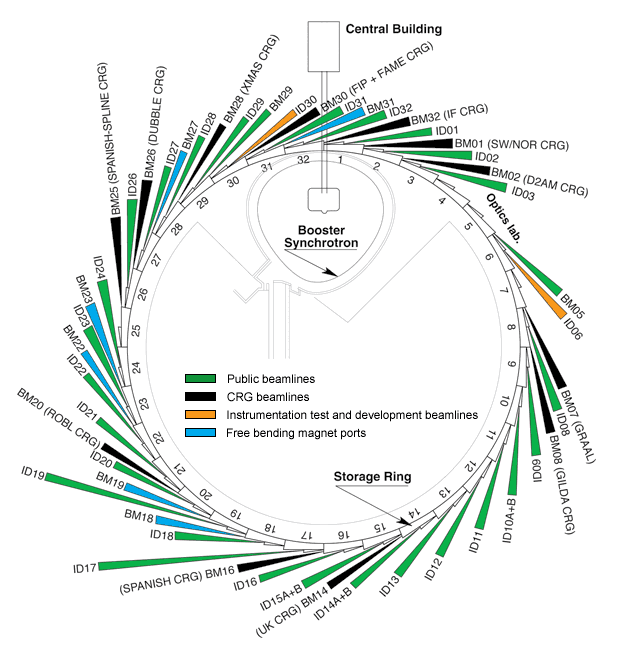 Central Building
BM29
ID29
BM28 (XMAS CRG)
ID28
BM27
ID27
BM26 (DUBBLE CRG)
ID26
BM25 (SPANISH-SPLINE CRG)
ID30
BM30 (FIP + FAME CRG)
ID31
BM31
ID32
BM32 (IF CRG)
ID01
BM01 (SW/NOR CRG)
ID02
BM02 (D2AM CRG)
ID03
Optics lab.
BM05
ID06
BM07 (GRAAL)
ID08
BM08 (GILDA CRG)
ID09
ID10A+B
ID11
ID12
ID13
ID14A+B
(UK CRG) BM14
ID15A+B
ID16
(SPANISH CRG) BM16
ID17
ID18
BM18
BM19
ID19
ID20
BM20 (ROBL CRG)
ID21
ID22
BM22
ID23
BM23
ID24
1
2
3
4
5
6
7
8
9
10
11
12
13
14
15
16
17
18
19
20
21
22
23
24
25
26
27
28
29
30
31
32
Booster
Synchrotron
Public beamlines
CRG beamlines
Instrumentation test and development beamlines
Free bending magnet ports
Storage Ring